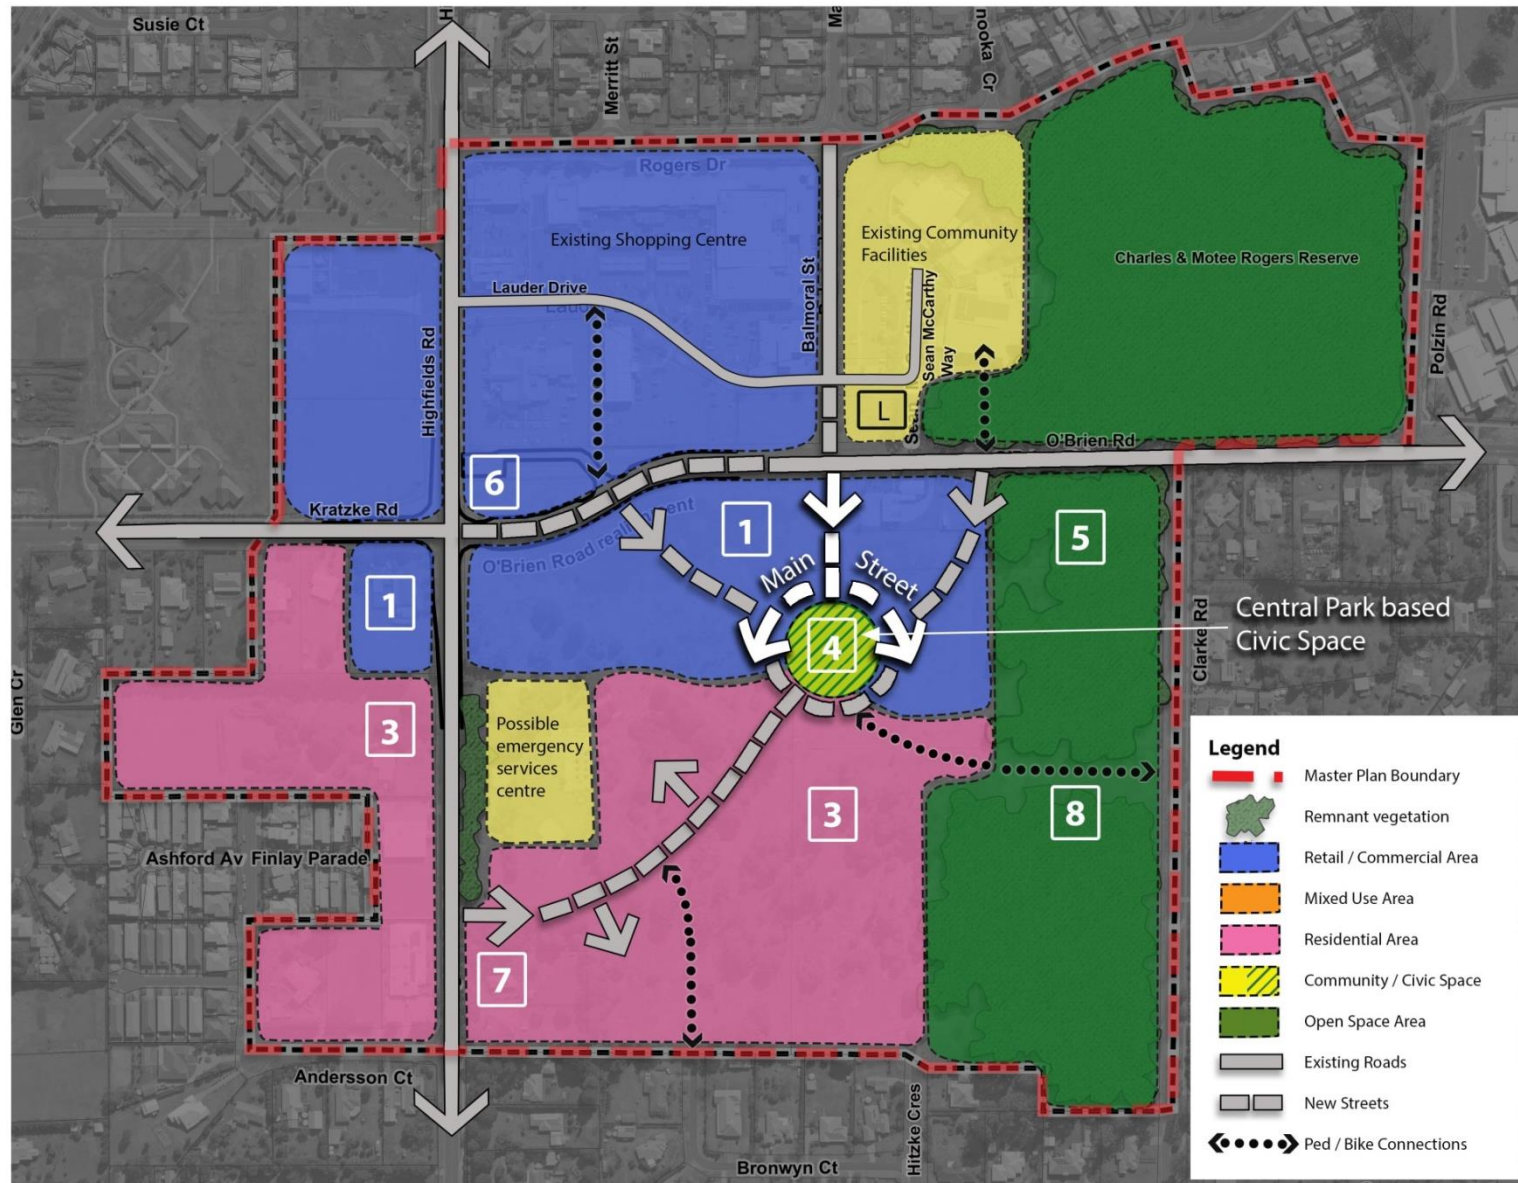 Susie Ct
H
Merritt St
Ma
nooka Cr
Rogers Dr
Existing Shopping Centre
Existing Community
Facilities
Charles & Motee Rogers Reserve
Lauder Drive
Highfields Rd
Balmoral St
Sean McCarthy
Way
Polzin Rd
L
O'Brien Rd
6
Kratzke Rd
O'Brien Road
1
5
Main Street
1
4
Central Park based
Civic Space
Clarke Rd
Glen Cr
3
Possible
emergency
services
centre
3
8
Ashford Av
Finlay Parade
7
Andersson Ct
Hitzke Cres
Bronwyn Ct
Legend
Master Plan Boundary
Remnant vegetation
Retail / Commercial Area
Mixed Use Area
Residential Area
Community / Civic Space
Open Space Area
Existing Roads
New Streets
Ped / Bike Connections